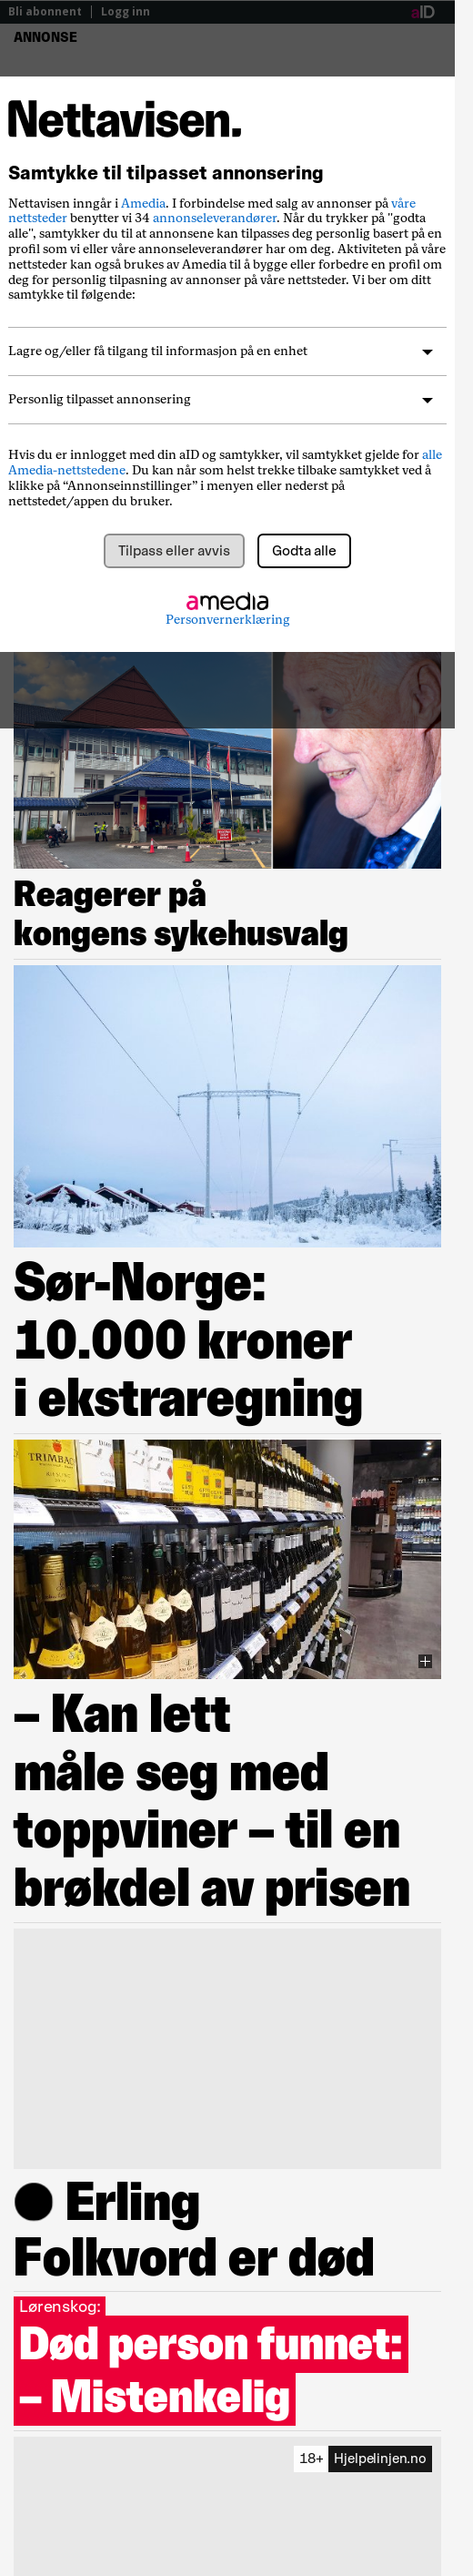 Bli abonnent
Logg inn
aID
ANNONSE
Nettavisen.
Samtykke til tilpasset annonsering
Nettavisen inngår i Amedia. I forbindelse med salg av annonser på våre
nettsteder benytter vi 34 annonseleverandører. Når du trykker på "godta
alle", samtykker du til at annonsene kan tilpasses deg personlig basert på en
profil som vi eller våre annonseleverandører har om deg. Aktiviteten på våre
nettsteder kan også brukes av Amedia til å bygge eller forbedre en profil om
deg for personlig tilpasning av annonser på våre nettsteder. Vi ber om ditt
samtykke til følgende:
Lagre og/eller få tilgang til informasjon på en enhet
Personlig tilpasset annonsering
Hvis du er innlogget med din aID og samtykker, vil samtykket gjelde for alle
Amedia-nettstedene. Du kan når som helst trekke tilbake samtykket ved å
klikke på “Annonseinnstillinger” i menyen eller nederst på
nettstedet/appen du bruker.
Tilpass eller avvis
Godta alle
amedia
Personvernerklæring
Reagerer på
kongens sykehusvalg
Sør-Norge:
10.000 kroner
i ekstraregning
TRIMBAC
– Kan lett
måle seg med
toppviner – til en
brøkdel av prisen
Erling
Folkvord er død
Lørenskog:
Død person funnet:
– Mistenkelig
18+ Hjelpelinjen.no